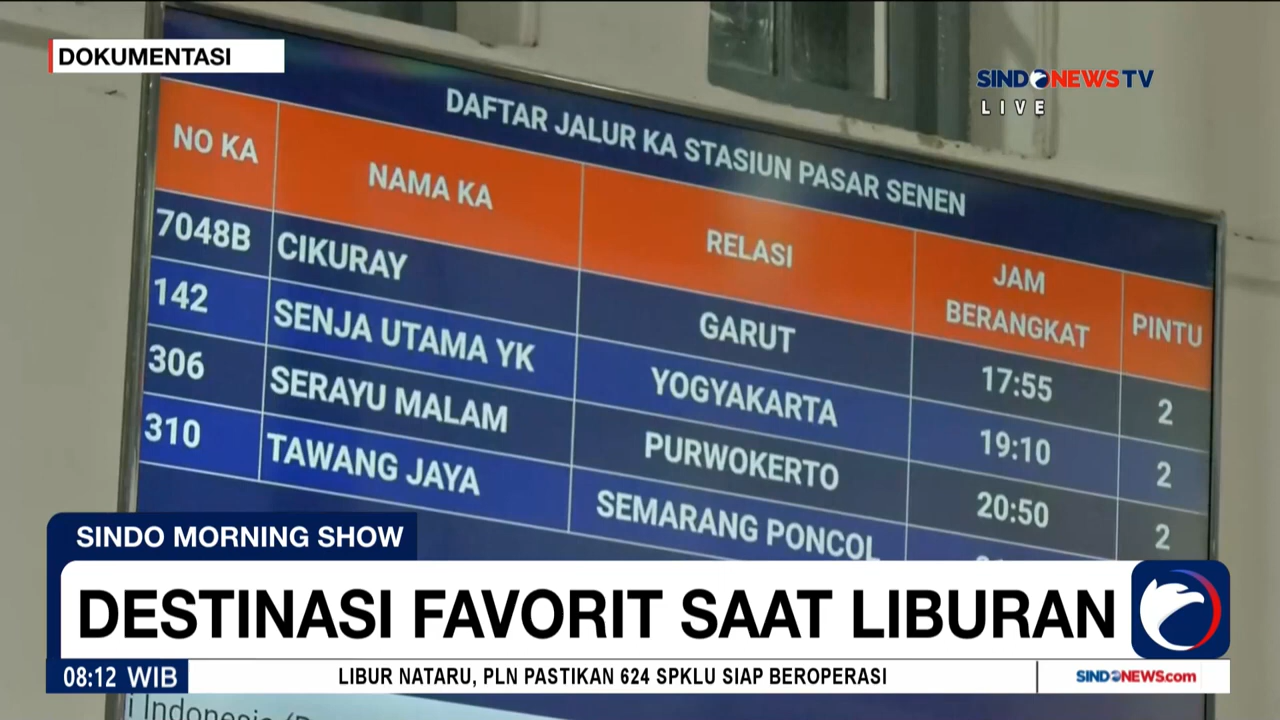 DOKUMENTASI
SINDONEWS TV
LIVE
DAFTAR JALUR KA STASIUN PASAR SENEN
NO KA NAMA KA RELASI JAM BERANGKAT PINTU
7048B CIKURAY GARUT 17:55 2
142 SENJA UTAMA YK YOGYAKARTA 19:10 2
306 SERAYU MALAM PURWOKERTO 20:50 2
310 TAWANG JAYA SEMARANG PONCOL
SINDO MORNING SHOW
DESTINASI FAVORIT SAAT LIBURAN
08:12 WIB LIBUR NATARU, PLN PASTIKAN 624 SPKLU SIAP BEROPERASI SINDONEWS.com
i Indonesia